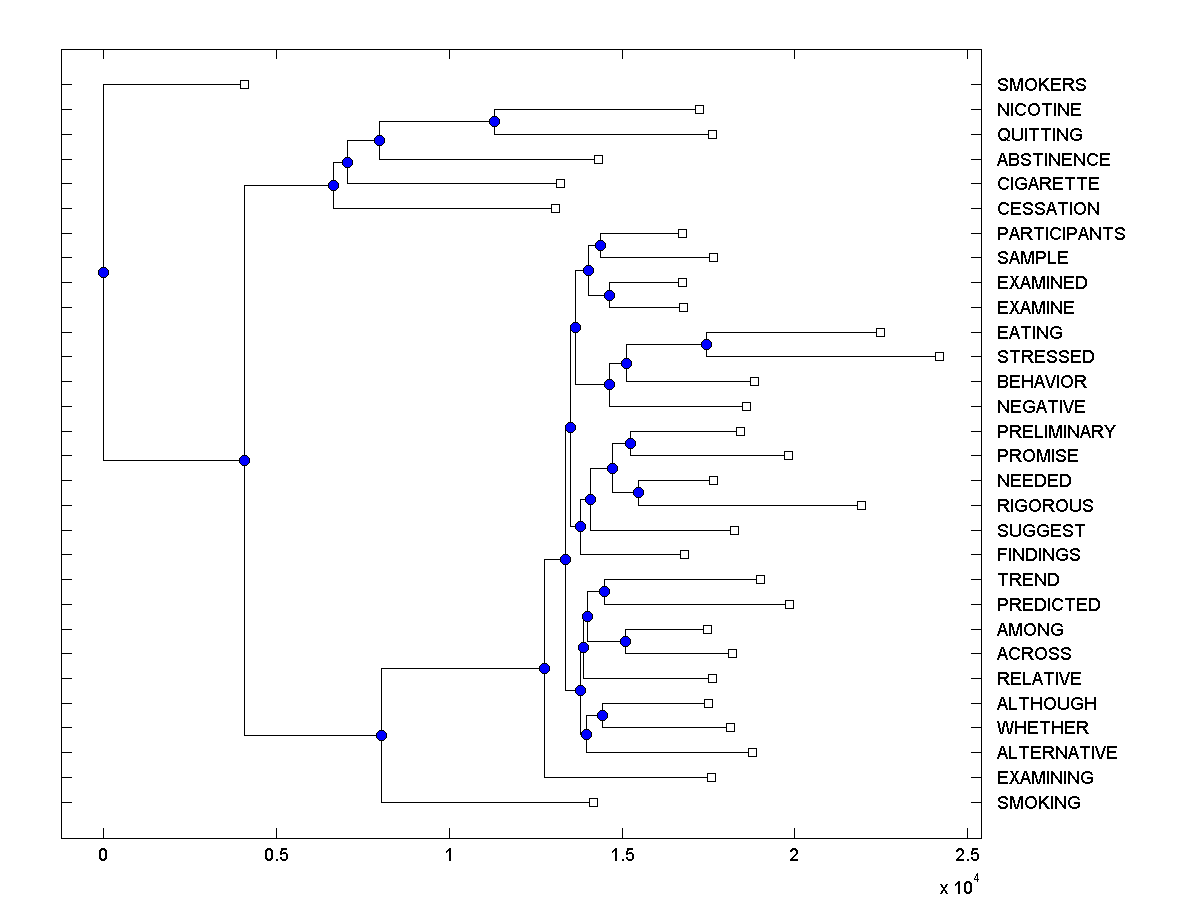 SMOKERS
NICOTINE
QUITTING
ABSTINENCE
CIGARETTE
CESSATION
PARTICIPANTS
SAMPLE
EXAMINED
EXAMINE
EATING
STRESSED
BEHAVIOR
NEGATIVE
PRELIMINARY
PROMISE
NEEDED
RIGOROUS
SUGGEST
FINDINGS
TREND
PREDICTED
AMONG
ACROSS
RELATIVE
ALTHOUGH
WHETHER
ALTERNATIVE
EXAMINING
SMOKING
0 0.5 1 1.5 2 2.5
x 10^4